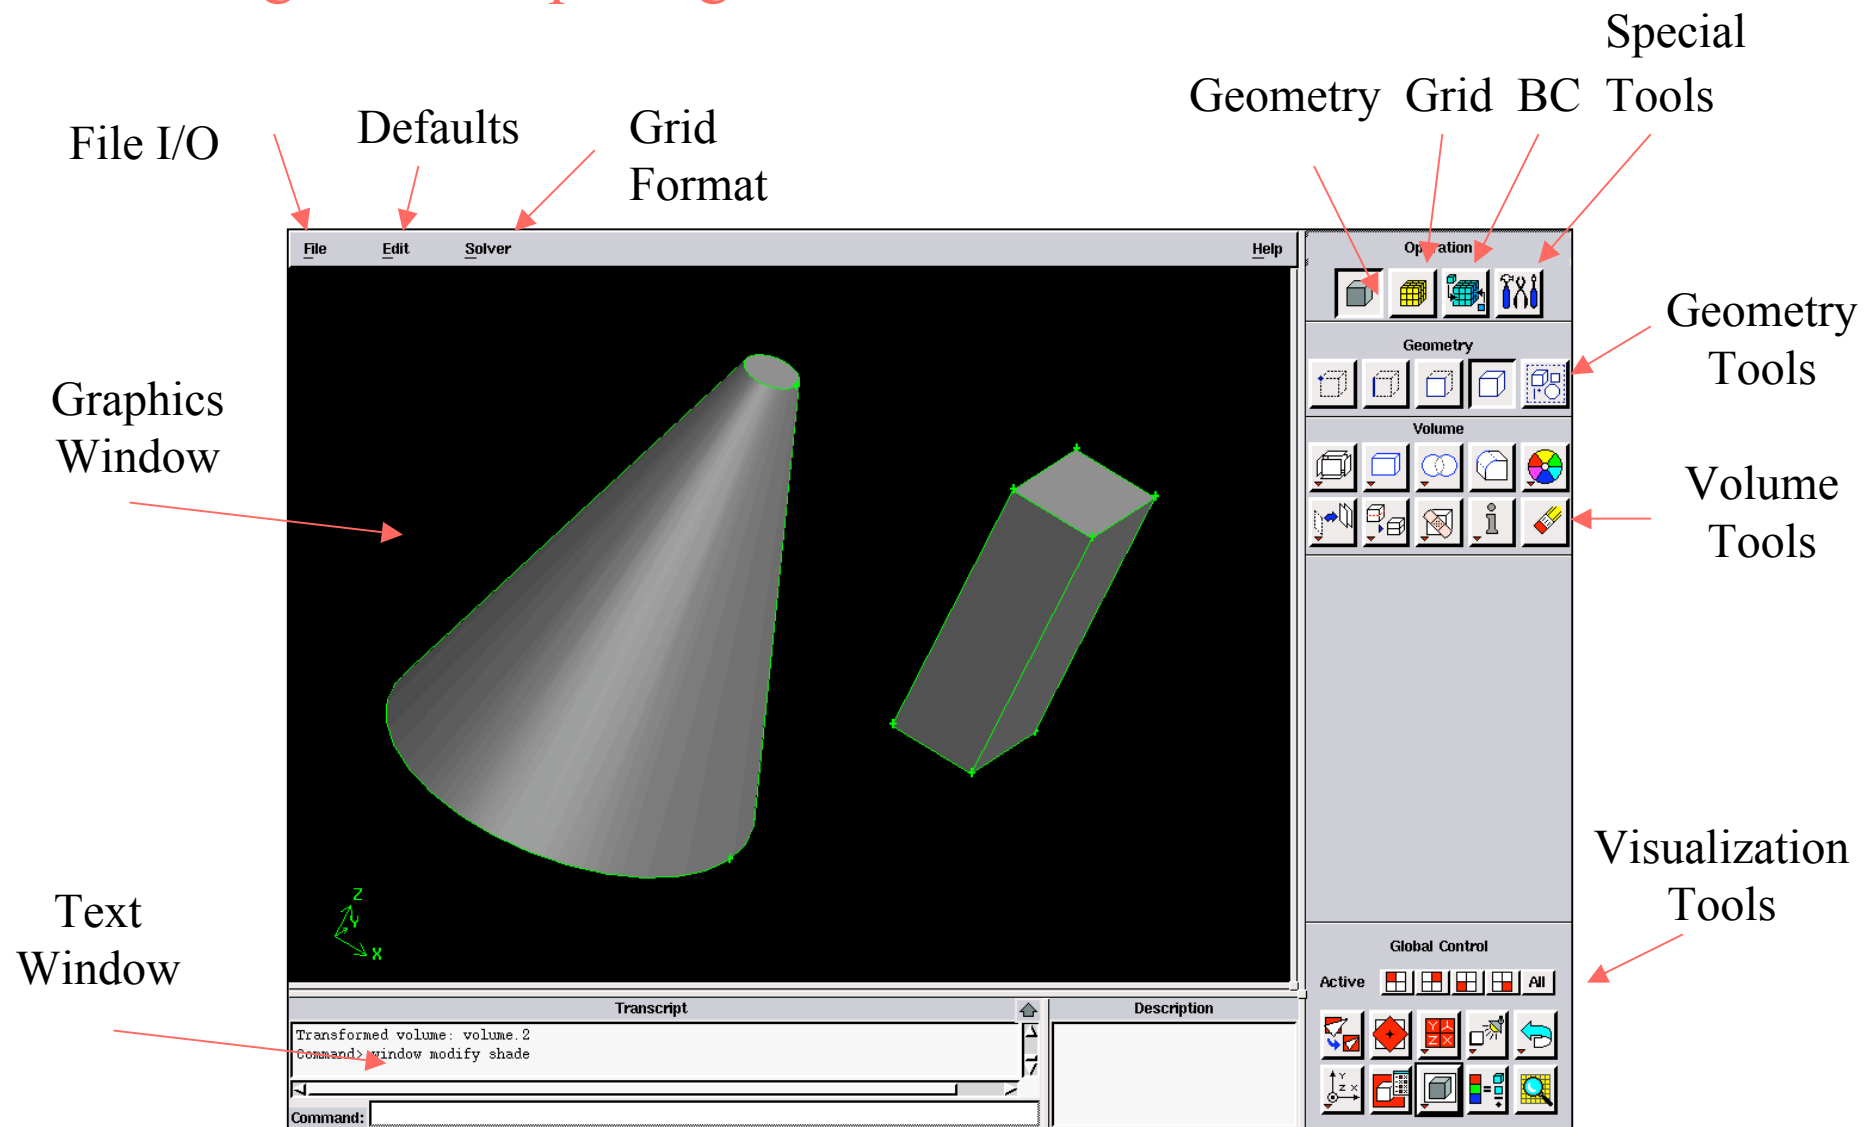 Special
Geometry Grid BC Tools
File I/O
Defaults
Grid
Format
File Edit Solver Help
Operation
Geometry
Geometry
Tools
Volume
Volume
Tools
Graphics
Window
Visualization
Tools
Text
Window
Z
Y
X
Global Control
Active All
Transcript
Description
Transformed volume: volume.2
Command> window modify shade
Command: